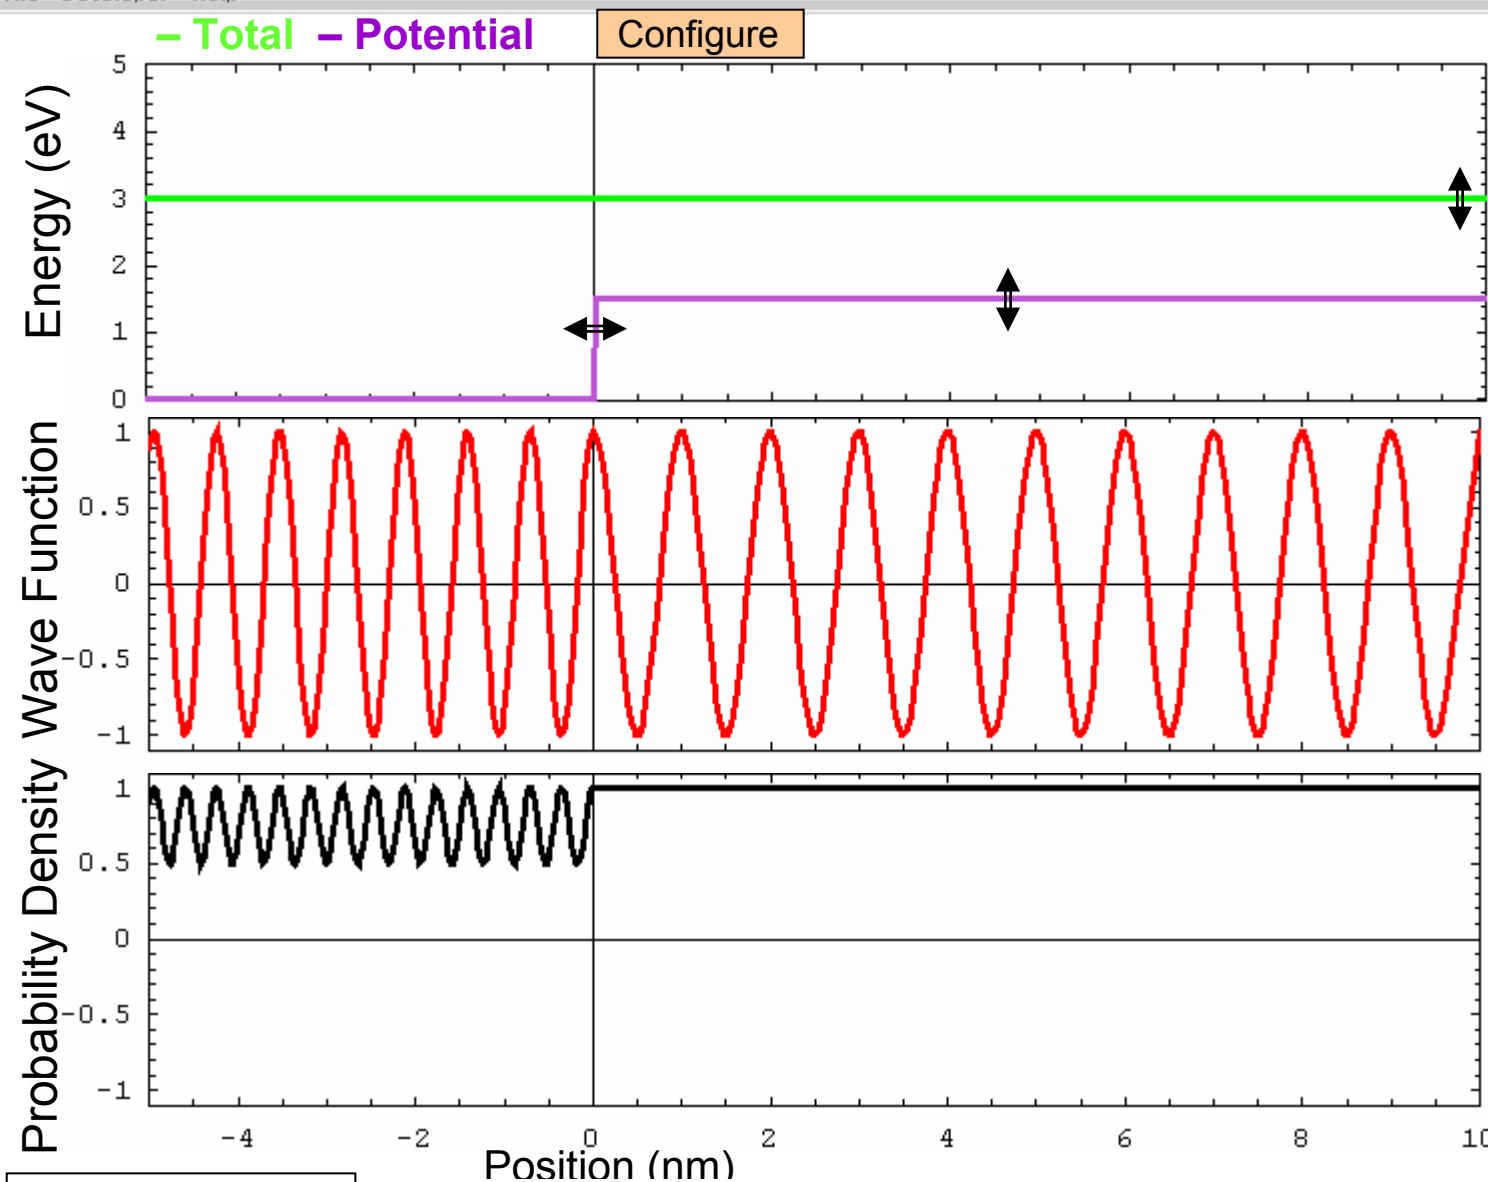 – Total – Potential
Configure
Energy (eV)
5
4
3
2
1
0
Wave Function
1
0.5
0
-0.5
-1
Probability Density
1
0.5
0
-0.5
-1
-4 -2 0 2 4 6 8 10
Position (nm)